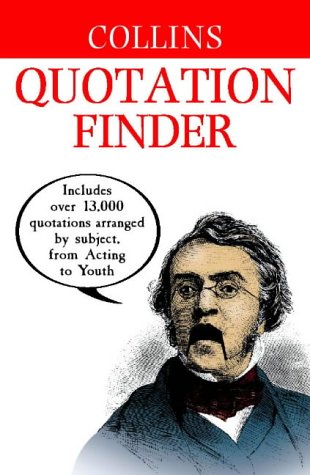 COLLINS
QUOTATION
FINDER
Includes
over 13,000
quotations arranged
by subject,
from Acting
to Youth